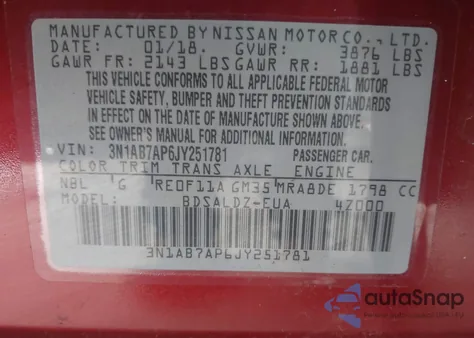 MANUFACTURED BY NISSAN MOTOR CO., LTD.
DATE: 01/18. GVWR: 3876 LBS
GAWR FR: 2143 LBS GAWR RR: 1881 LBS
THIS VEHICLE CONFORMS TO ALL APPLICABLE FEDERAL MOTOR
VEHICLE SAFETY, BUMPER AND THEFT PREVENTION STANDARDS
IN EFFECT ON THE DATE OF MANUFACTURE SHOWN ABOVE.
SEE OWNER'S MANUAL FOR ADDITIONAL INFORMATION.
VIN: 3N1AB7AP6JY251781 PASSENGER CAR.
COLOR TRIM TRANS AXLE ENGINE
NBL G RE0F11A GM35 MRA8DE 1798 CC
MODEL: BDSALDZ-EUA 4Z000
3N1AB7AP6JY251781
autoSnap